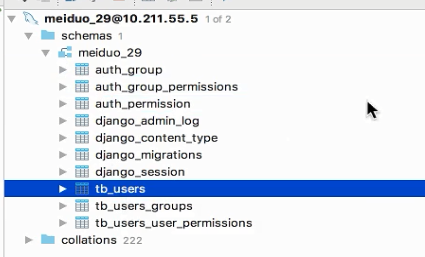 meiduo_29@10.211.55.5 1 of 2
schemas 1
meiduo_29
auth_group
auth_group_permissions
auth_permission
django_admin_log
django_content_type
django_migrations
django_session
tb_users
tb_users_groups
tb_users_user_permissions
collations 222